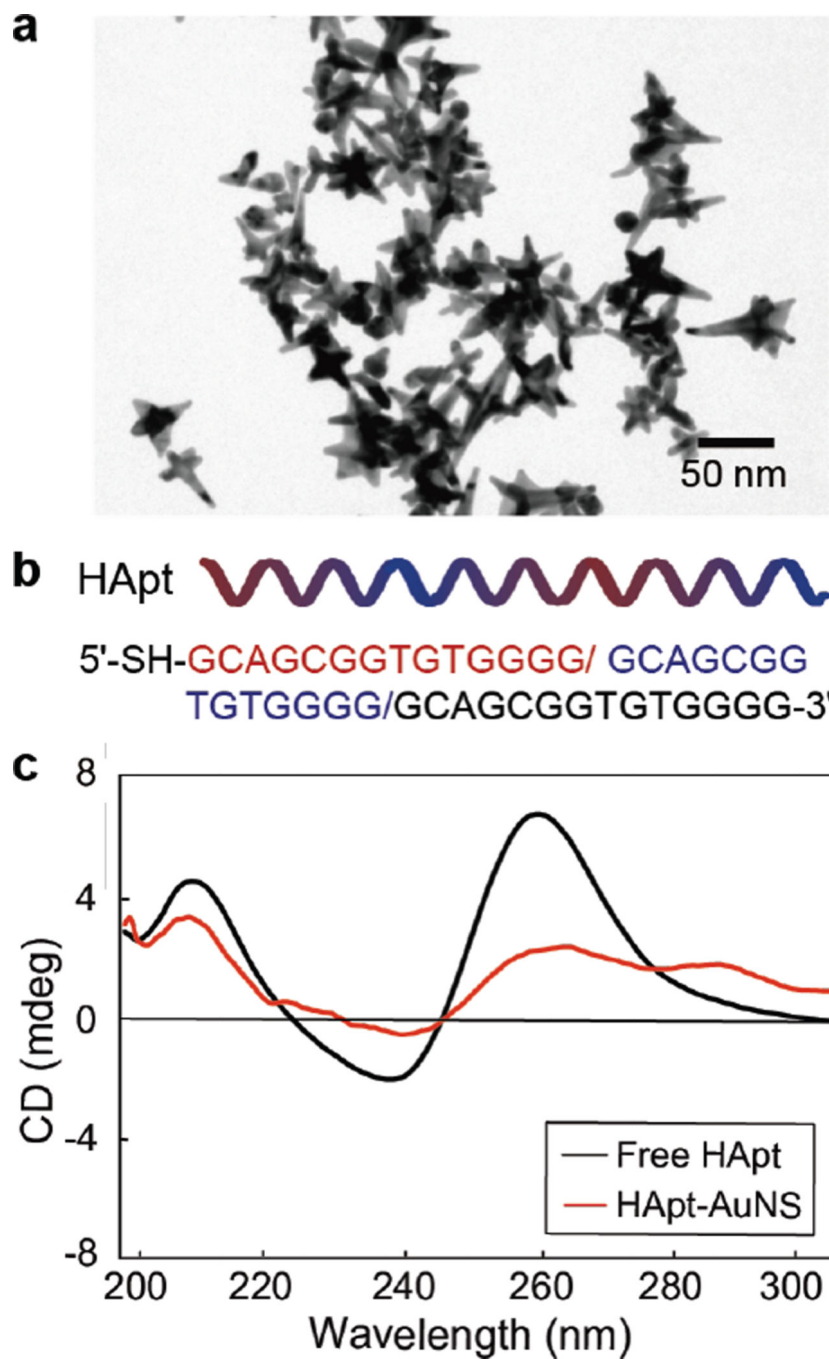 a
50 nm
b
HApt
5'-SH-GCAGCGGTGTGGGG/ GCAGCGG
TGTGGGG/GCAGCGGTGTGGGG-3'
c
8
4
0
-4
-8
CD (mdeg)
Free HApt
HApt-AuNS
200 220 240 260 280 300
Wavelength (nm)